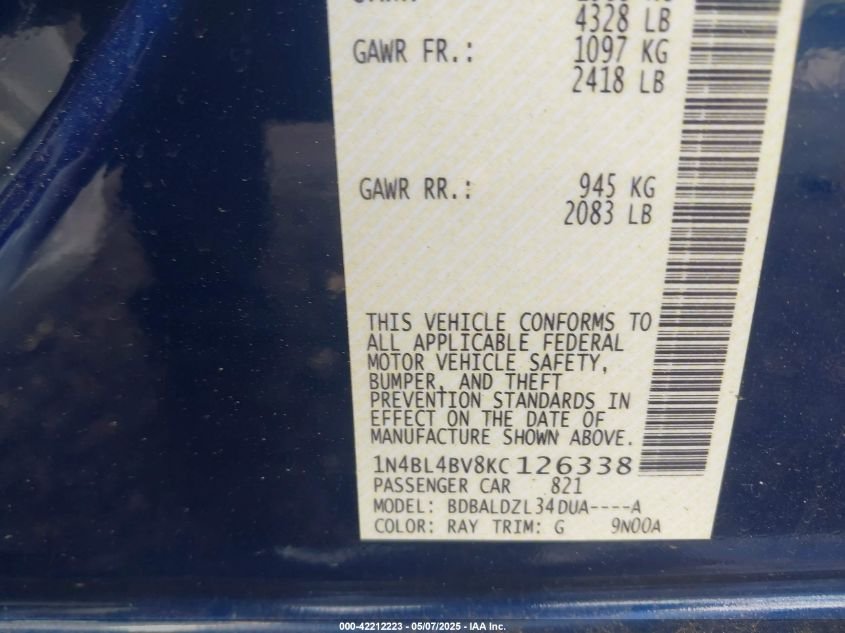 4328 LB
GAWR FR.: 1097 KG
2418 LB
GAWR RR.: 945 KG
2083 LB
THIS VEHICLE CONFORMS TO
ALL APPLICABLE FEDERAL
MOTOR VEHICLE SAFETY,
BUMPER, AND THEFT
PREVENTION STANDARDS IN
EFFECT ON THE DATE OF
MANUFACTURE SHOWN ABOVE.
1N4BL4BV8KC126338
PASSENGER CAR 821
MODEL: BDBALDZL34DUA----A
COLOR: RAY TRIM: G 9N00A
000-42212223 - 05/07/2025 - IAA Inc.